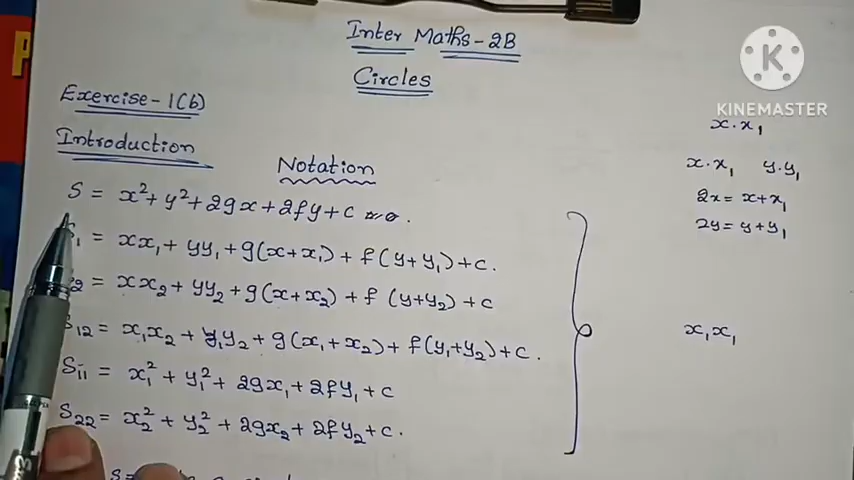 Inter Maths-2B
Circles
Exercise-1(b)
Introduction
Notation
S = x² + y² + 2gx + 2fy + c
S₁ = xx₁ + yy₁ + g(x+x₁) + f(y+y₁) + c.
= xx₂ + yy₂ + g(x+x₂) + f(y+y₂) + c
S₁₂ = x₁x₂ + y₁y₂ + g(x₁+x₂) + f(y₁+y₂) + c.
S₁₁ = x₁² + y₁² + 2gx₁ + 2fy₁ + c
S₂₂ = x₂² + y₂² + 2gx₂ + 2fy₂ + c.
K
KINEMASTER
x·x₁
x·x₁ y·y₁
2x = x+x₁
2y = y+y₁
x₁x₁